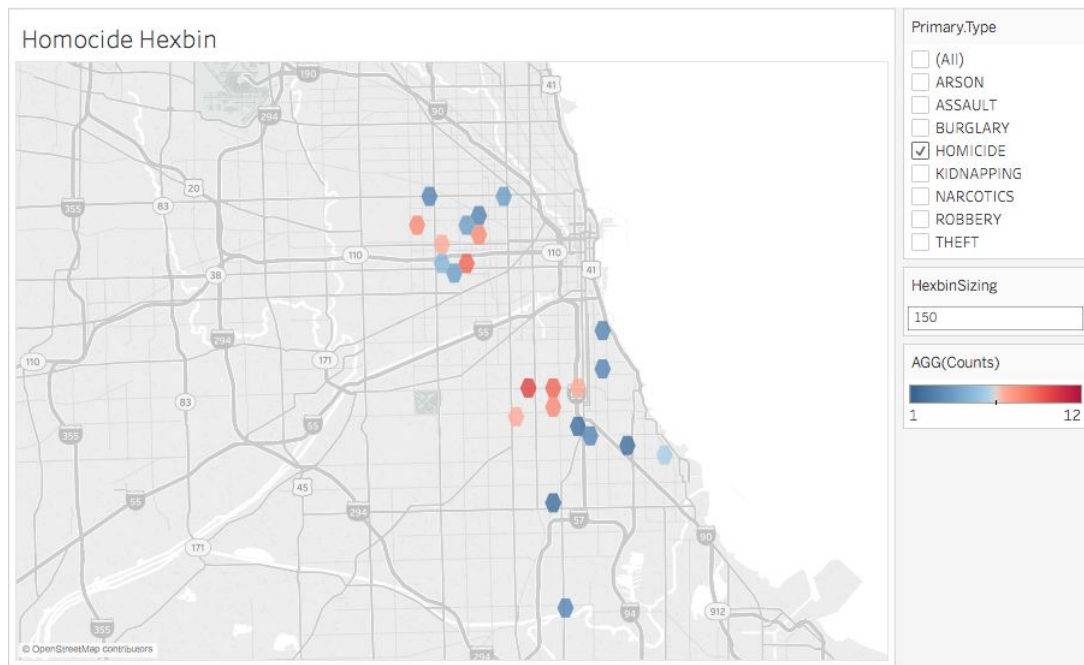 Homocide Hexbin
190
41
90
294
294
20
355
83
110
110
38
41
294
55
110
171
83
55
355
45
55
294
57
171
90
94
912
355
294
© OpenStreetMap contributors
Primary.Type
(All)
ARSON
ASSAULT
BURGLARY
HOMICIDE
KIDNAPPING
NARCOTICS
ROBBERY
THEFT
HexbinSizing
150
AGG(Counts)
1 12